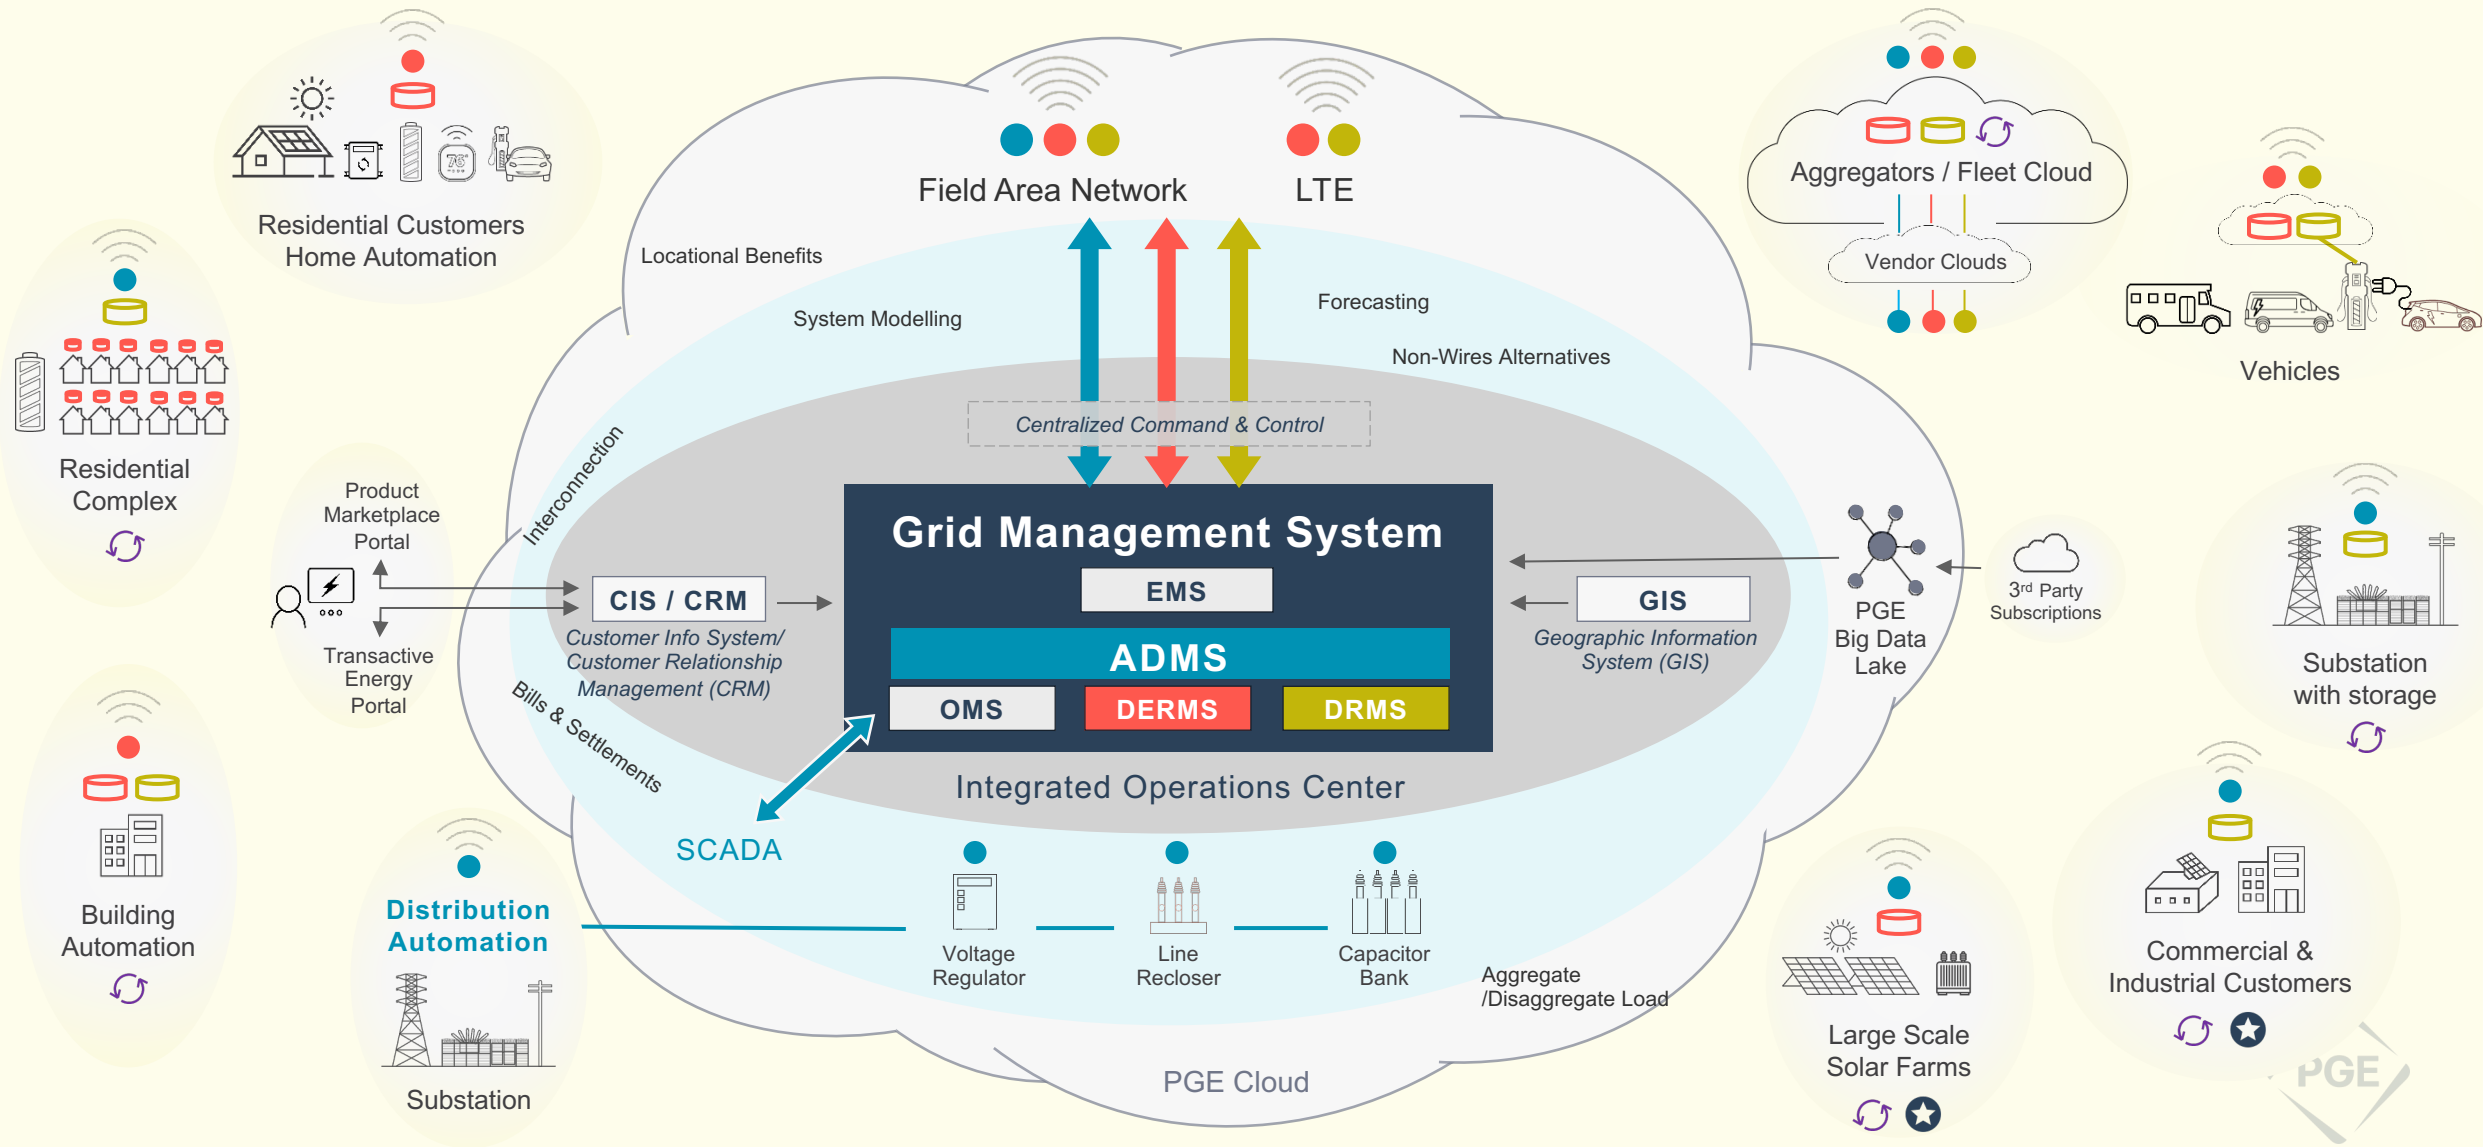 Residential Customers
Home Automation
Residential
Complex
Product
Marketplace
Portal
Transactive
Energy
Portal
Building
Automation
Distribution
Automation
Substation
Field Area Network
LTE
Locational Benefits
System Modelling
Forecasting
Non-Wires Alternatives
Interconnection
Bills & Settlements
Centralized Command & Control
Grid Management System
EMS
ADMS
OMS
DERMS
DRMS
CIS / CRM
Customer Info System/
Customer Relationship
Management (CRM)
GIS
Geographic Information
System (GIS)
Integrated Operations Center
SCADA
Voltage
Regulator
Line
Recloser
Capacitor
Bank
Aggregate
/Disaggregate Load
PGE Cloud
PGE
Big Data
Lake
3rd Party
Subscriptions
Aggregators / Fleet Cloud
Vendor Clouds
Vehicles
76°
Substation
with storage
Commercial &
Industrial Customers
Large Scale
Solar Farms
PGE